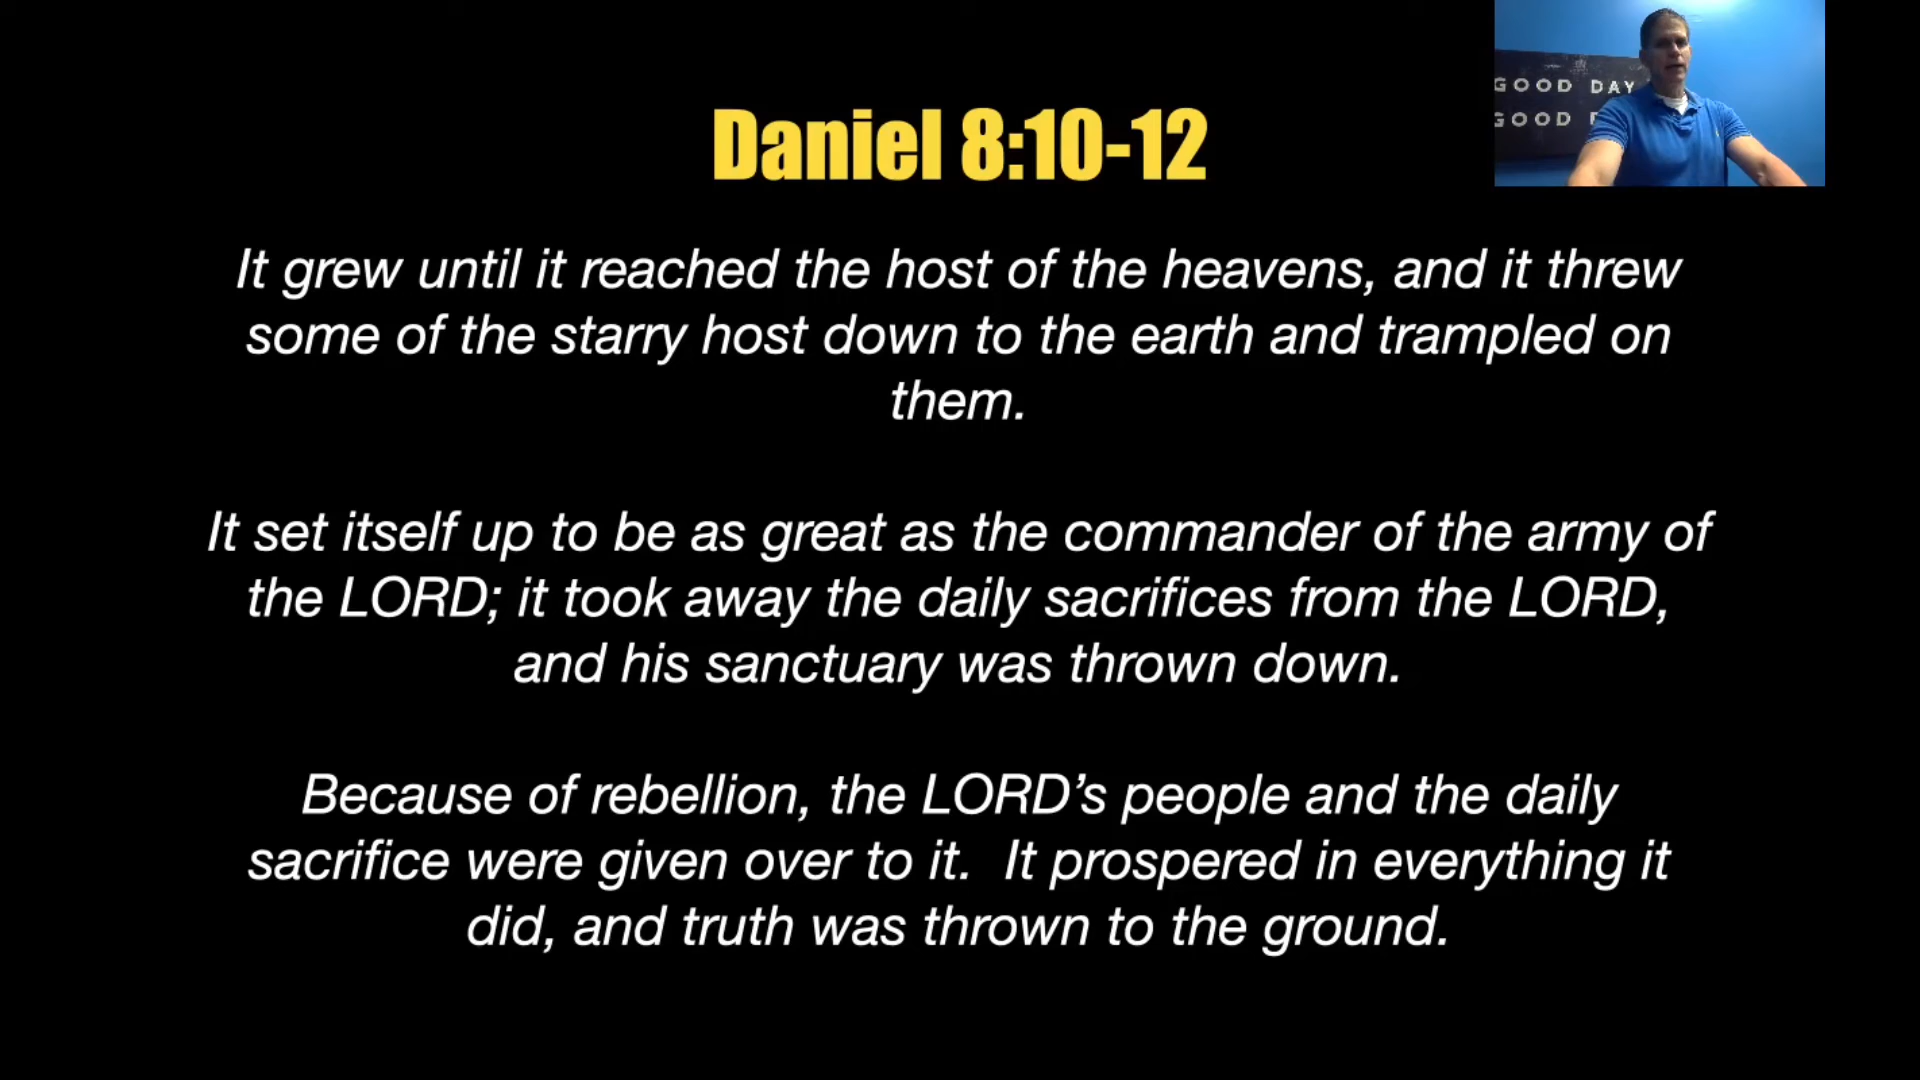 Daniel 8:10-12
GOOD DAY
GOOD
It grew until it reached the host of the heavens, and it threw
some of the starry host down to the earth and trampled on
them.
It set itself up to be as great as the commander of the army of
the LORD; it took away the daily sacrifices from the LORD,
and his sanctuary was thrown down.
Because of rebellion, the LORD’s people and the daily
sacrifice were given over to it.  It prospered in everything it
did, and truth was thrown to the ground.